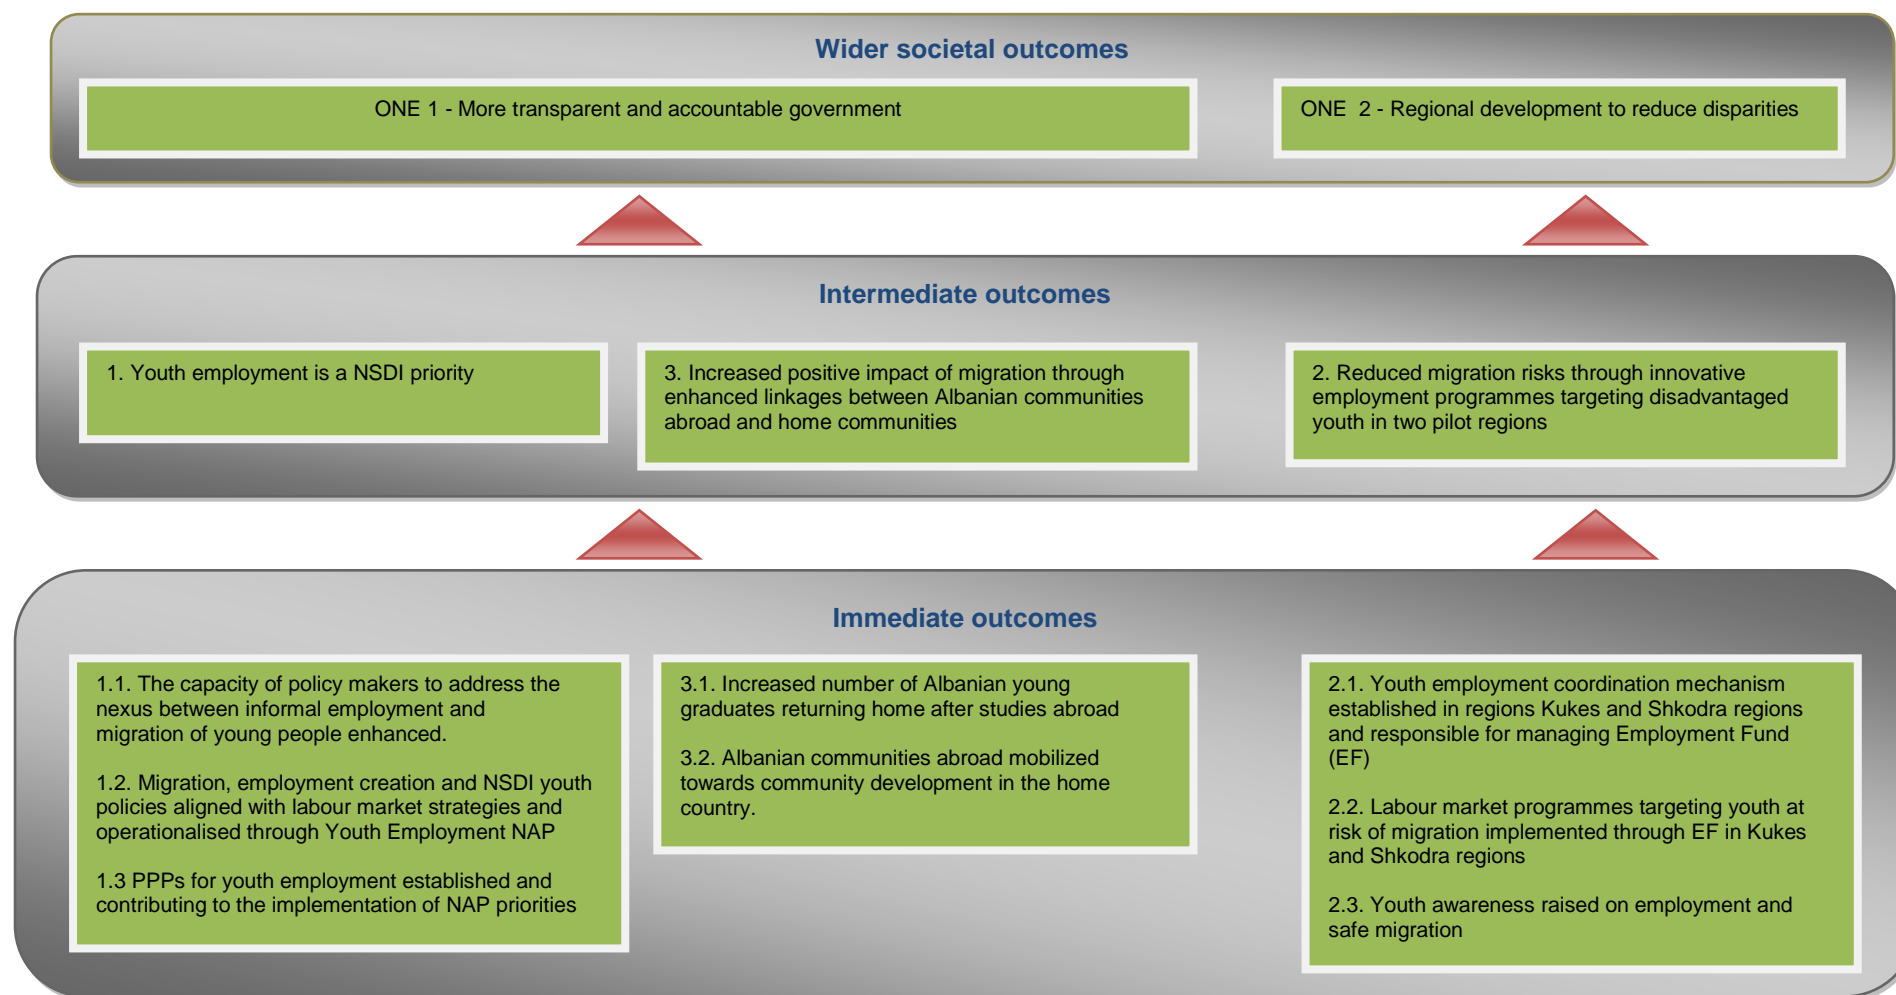 Wider societal outcomes
ONE 1 - More transparent and accountable government
ONE  2 - Regional development to reduce disparities
Intermediate outcomes
1. Youth employment is a NSDI priority
3. Increased positive impact of migration through
enhanced linkages between Albanian communities
abroad and home communities
2. Reduced migration risks through innovative
employment programmes targeting disadvantaged
youth in two pilot regions
Immediate outcomes
1.1. The capacity of policy makers to address the
nexus between informal employment and
migration of young people enhanced.
1.2. Migration, employment creation and NSDI youth
policies aligned with labour market strategies and
operationalised through Youth Employment NAP
1.3 PPPs for youth employment established and
contributing to the implementation of NAP priorities
3.1. Increased number of Albanian young
graduates returning home after studies abroad
3.2. Albanian communities abroad mobilized
towards community development in the home
country.
2.1. Youth employment coordination mechanism
established in regions Kukes and Shkodra regions
and responsible for managing Employment Fund
(EF)
2.2. Labour market programmes targeting youth at
risk of migration implemented through EF in Kukes
and Shkodra regions
2.3. Youth awareness raised on employment and
safe migration